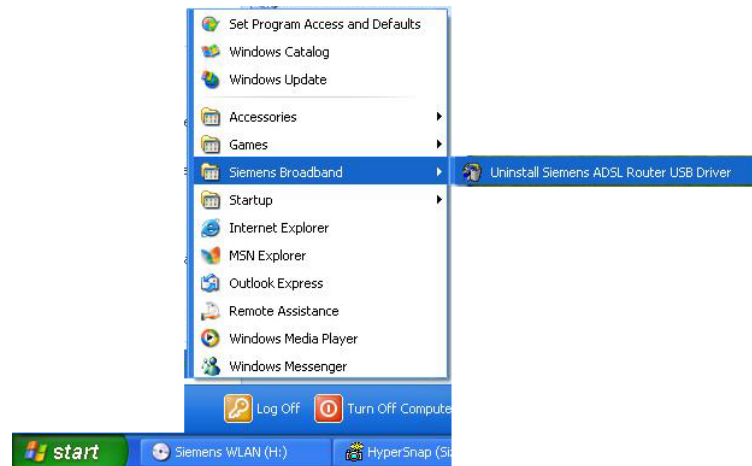 Set Program Access and Defaults
Windows Catalog
Windows Update
Accessories
Games
Siemens Broadband
Uninstall Siemens ADSL Router USB Driver
Startup
Internet Explorer
MSN Explorer
Outlook Express
Remote Assistance
Windows Media Player
Windows Messenger
Log Off
Turn Off Compute
start
Siemens WLAN (H:)
HyperSnap (Si